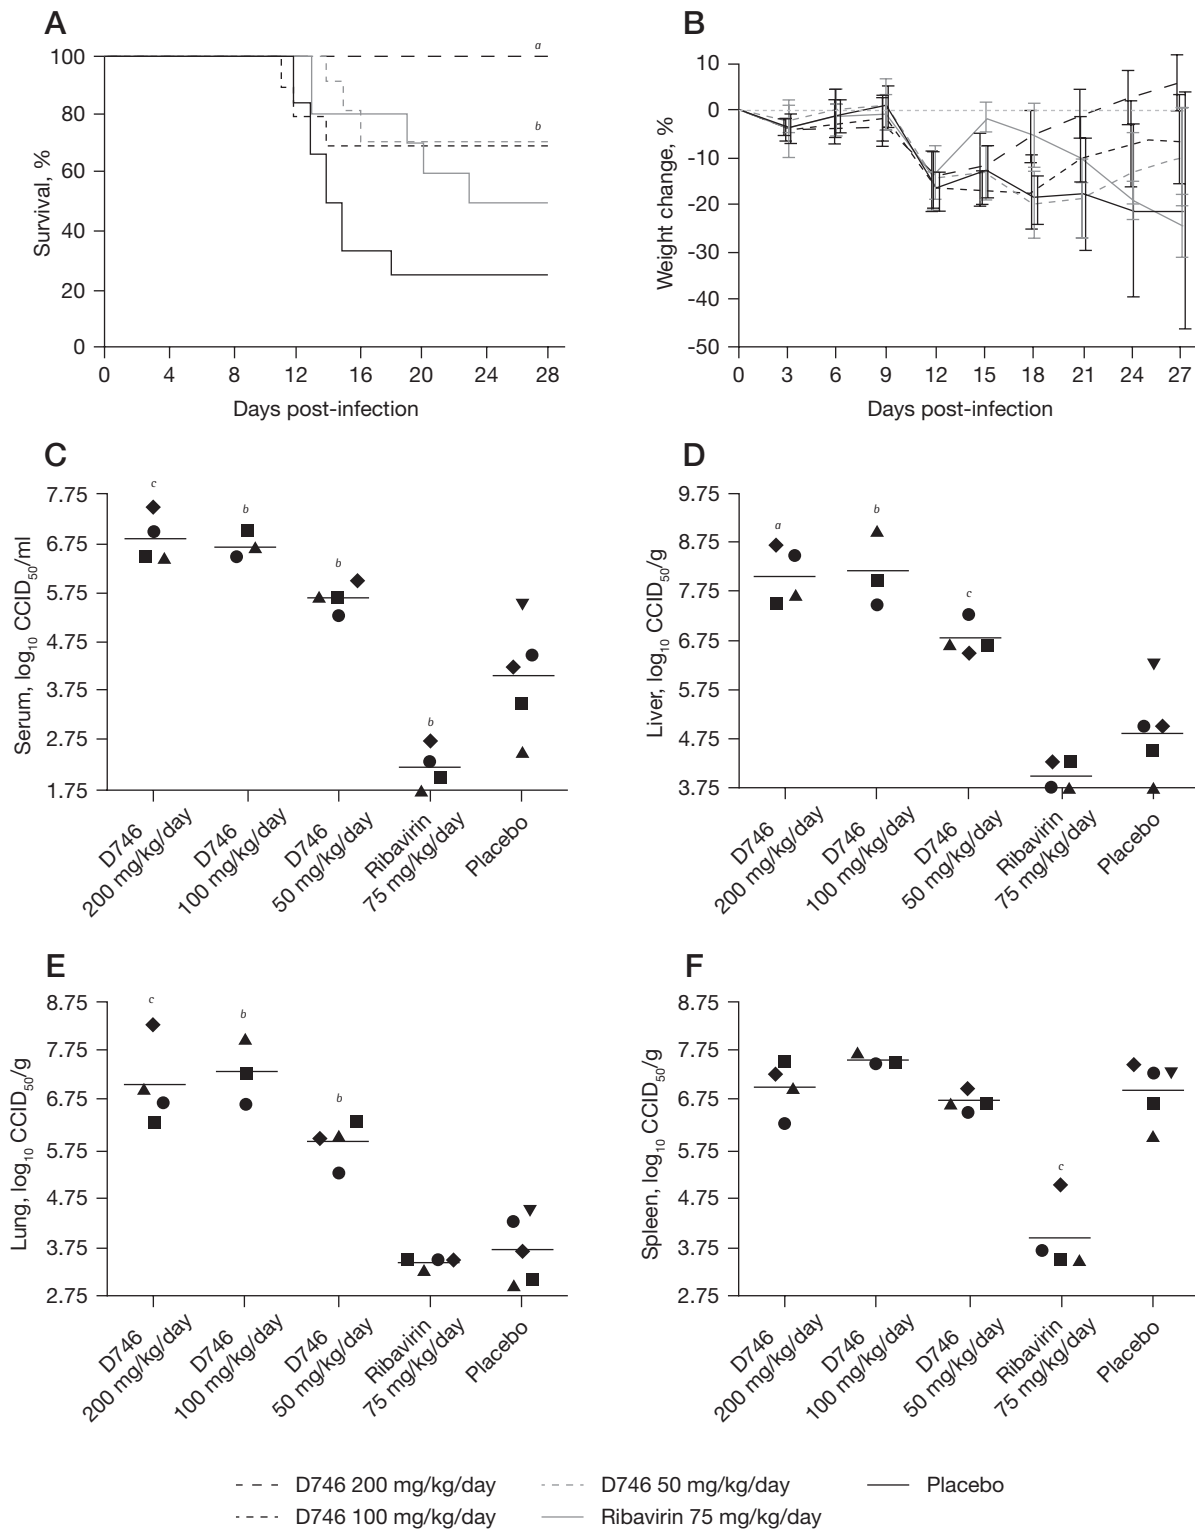 A
100
80
60
40
20
0
Survival, %
a
b
0 4 8 12 16 20 24 28
Days post-infection
B
10
0
-10
-20
-30
-40
-50
Weight change, %
0 3 6 9 12 15 18 21 24 27
Days post-infection
C
7.75
6.75
5.75
4.75
3.75
2.75
1.75
Serum, log10 CCID50/ml
c
b
b
b
D746
200 mg/kg/day
D746
100 mg/kg/day
D746
50 mg/kg/day
Ribavirin
75 mg/kg/day
Placebo
D
9.75
8.75
7.75
6.75
5.75
4.75
3.75
Liver, log10 CCID50/g
a
b
c
D746
200 mg/kg/day
D746
100 mg/kg/day
D746
50 mg/kg/day
Ribavirin
75 mg/kg/day
Placebo
E
8.75
7.75
6.75
5.75
4.75
3.75
2.75
Lung, log10 CCID50/g
c
b
b
D746
200 mg/kg/day
D746
100 mg/kg/day
D746
50 mg/kg/day
Ribavirin
75 mg/kg/day
Placebo
F
8.75
7.75
6.75
5.75
4.75
3.75
2.75
Spleen, log10 CCID50/g
c
D746
200 mg/kg/day
D746
100 mg/kg/day
D746
50 mg/kg/day
Ribavirin
75 mg/kg/day
Placebo
D746 200 mg/kg/day
D746 50 mg/kg/day
Placebo
D746 100 mg/kg/day
Ribavirin 75 mg/kg/day